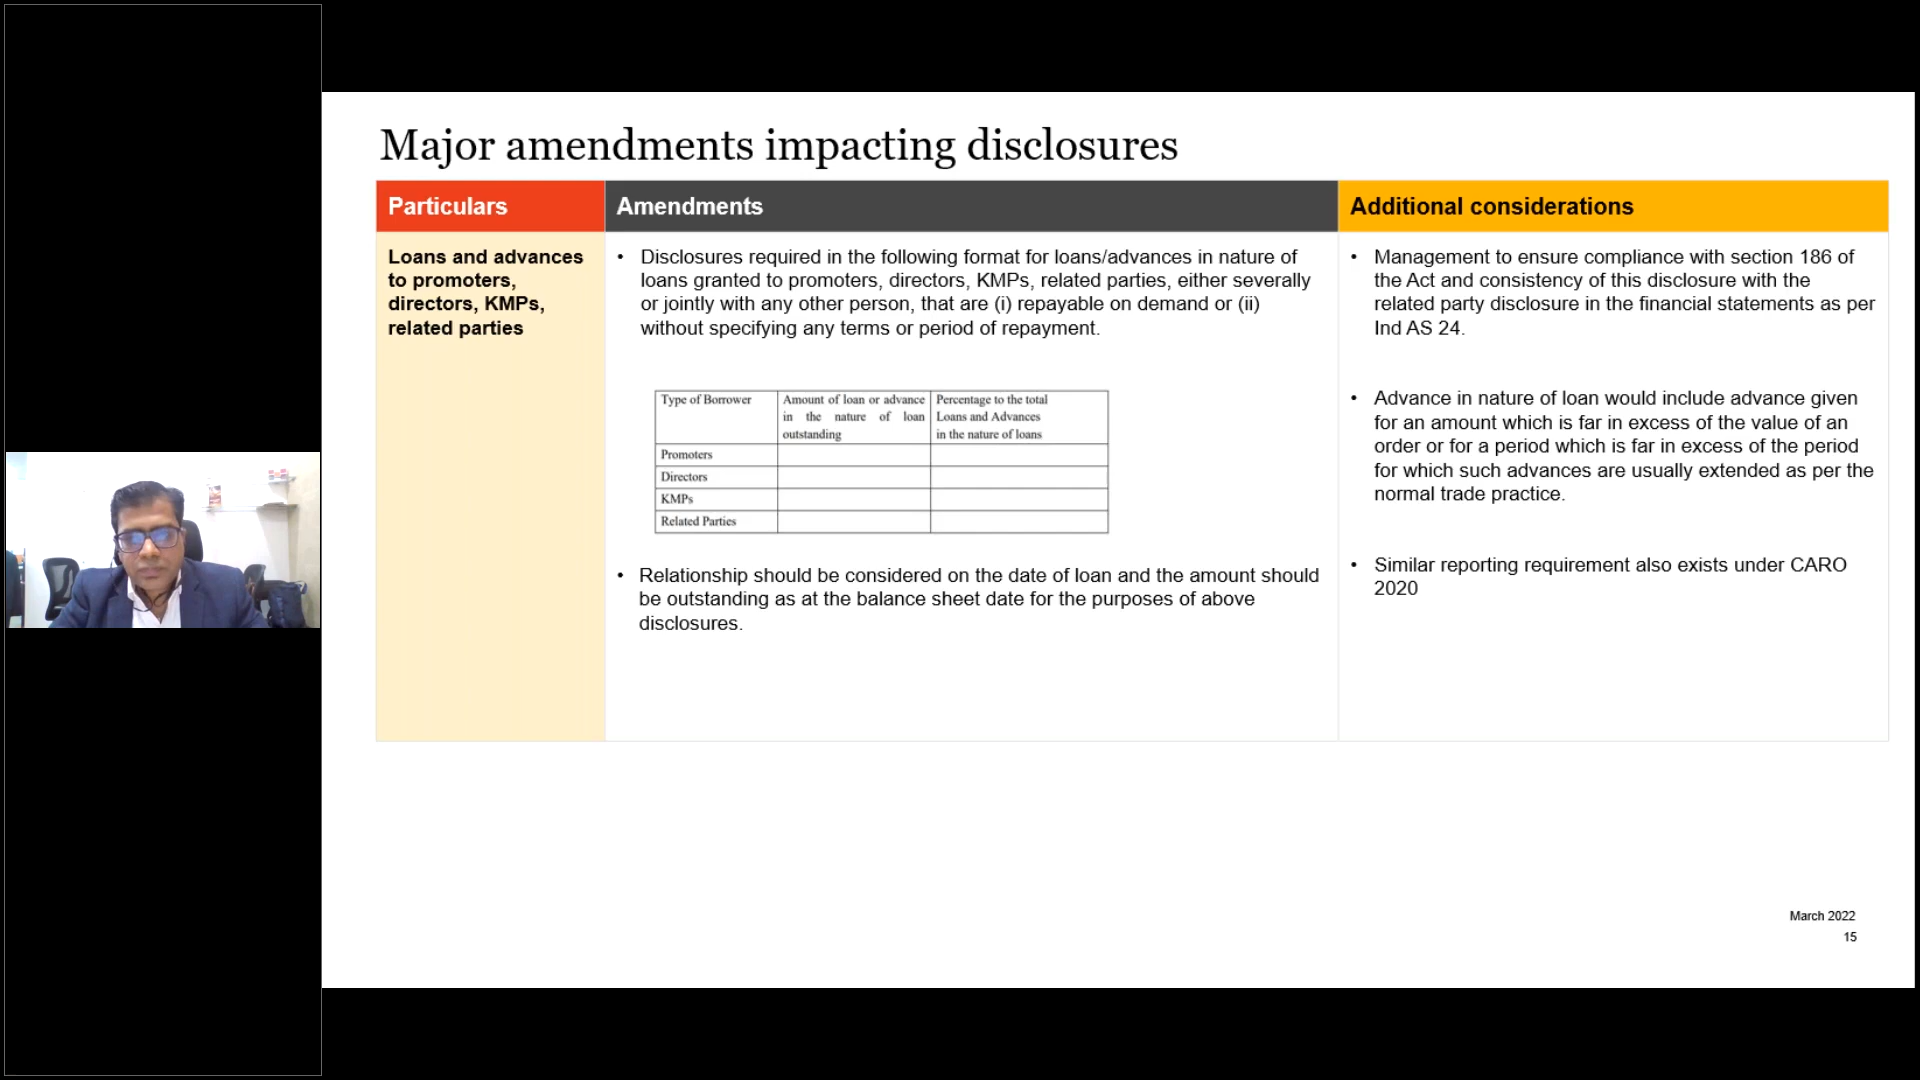 Major amendments impacting disclosures
Particulars
Amendments
Additional considerations
Loans and advances
to promoters,
directors, KMPs,
related parties
• Disclosures required in the following format for loans/advances in nature of
loans granted to promoters, directors, KMPs, related parties, either severally
or jointly with any other person, that are (i) repayable on demand or (ii)
without specifying any terms or period of repayment.
Type of Borrower
Amount of loan or advance
in the nature of loan
outstanding
Percentage to the total
Loans and Advances
in the nature of loans
Promoters
Directors
KMPs
Related Parties
• Relationship should be considered on the date of loan and the amount should
be outstanding as at the balance sheet date for the purposes of above
disclosures.
• Management to ensure compliance with section 186 of
the Act and consistency of this disclosure with the
related party disclosure in the financial statements as per
Ind AS 24.
• Advance in nature of loan would include advance given
for an amount which is far in excess of the value of an
order or for a period which is far in excess of the period
for which such advances are usually extended as per the
normal trade practice.
• Similar reporting requirement also exists under CARO
2020
March 2022
15